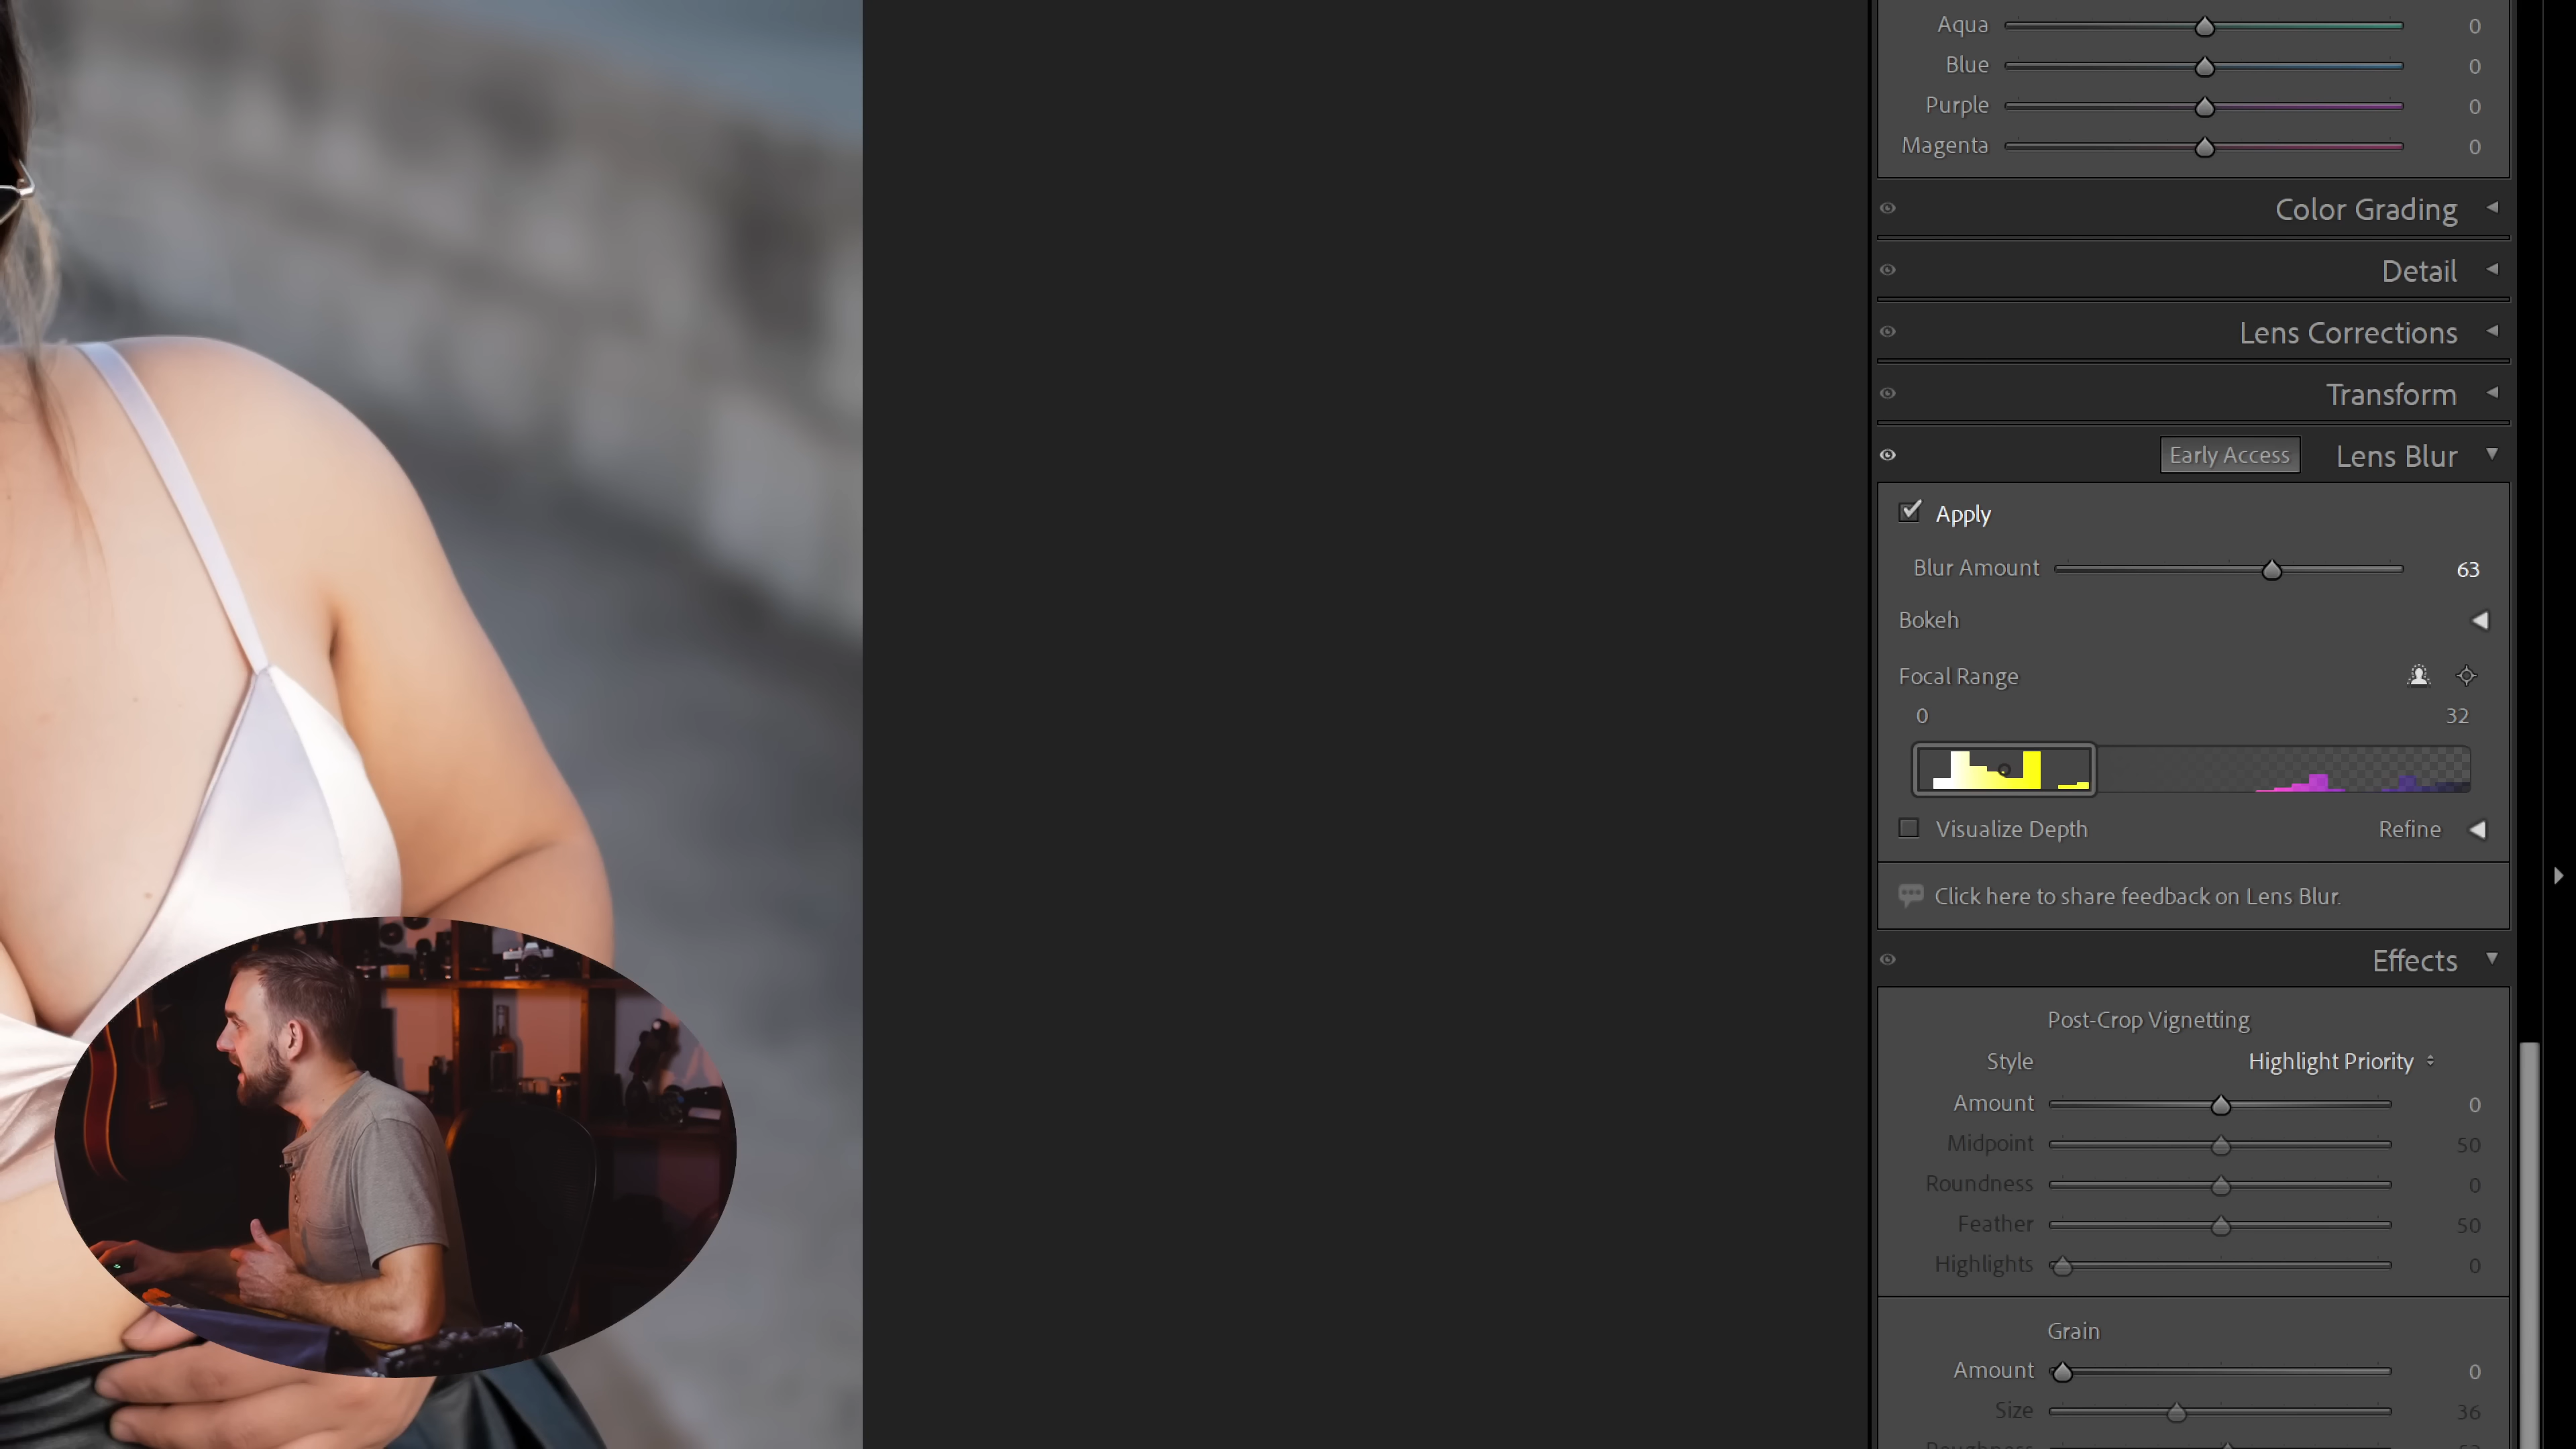 Aqua 0
Blue 0
Purple 0
Magenta 0
Color Grading
Detail
Lens Corrections
Transform
Early Access Lens Blur
Apply
Blur Amount 63
Bokeh
Focal Range
0 32
Visualize Depth Refine
Click here to share feedback on Lens Blur.
Effects
Post-Crop Vignetting
Style Highlight Priority
Amount 0
Midpoint 50
Roundness 0
Feather 50
Highlights 0
Grain
Amount 0
Size 36